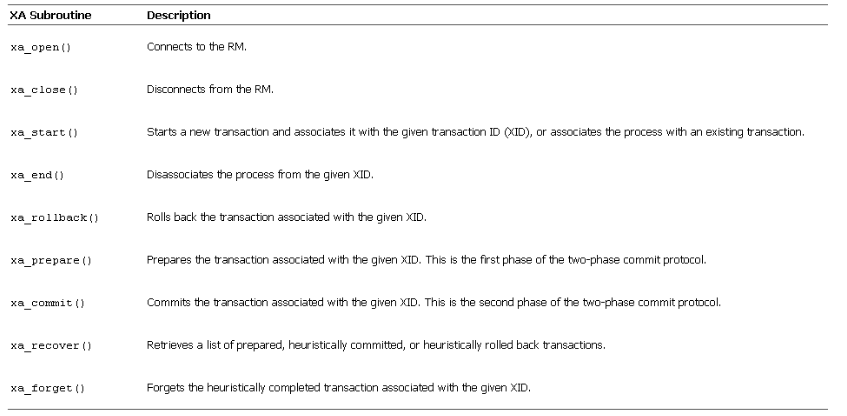 XA Subroutine Description
xa_open() Connects to the RM.
xa_close() Disconnects from the RM.
xa_start() Starts a new transaction and associates it with the given transaction ID (XID), or associates the process with an existing transaction.
xa_end() Disassociates the process from the given XID.
xa_rollback() Rolls back the transaction associated with the given XID.
xa_prepare() Prepares the transaction associated with the given XID. This is the first phase of the two-phase commit protocol.
xa_commit() Commits the transaction associated with the given XID. This is the second phase of the two-phase commit protocol.
xa_recover() Retrieves a list of prepared, heuristically committed, or heuristically rolled back transactions.
xa_forget() Forgets the heuristically completed transaction associated with the given XID.